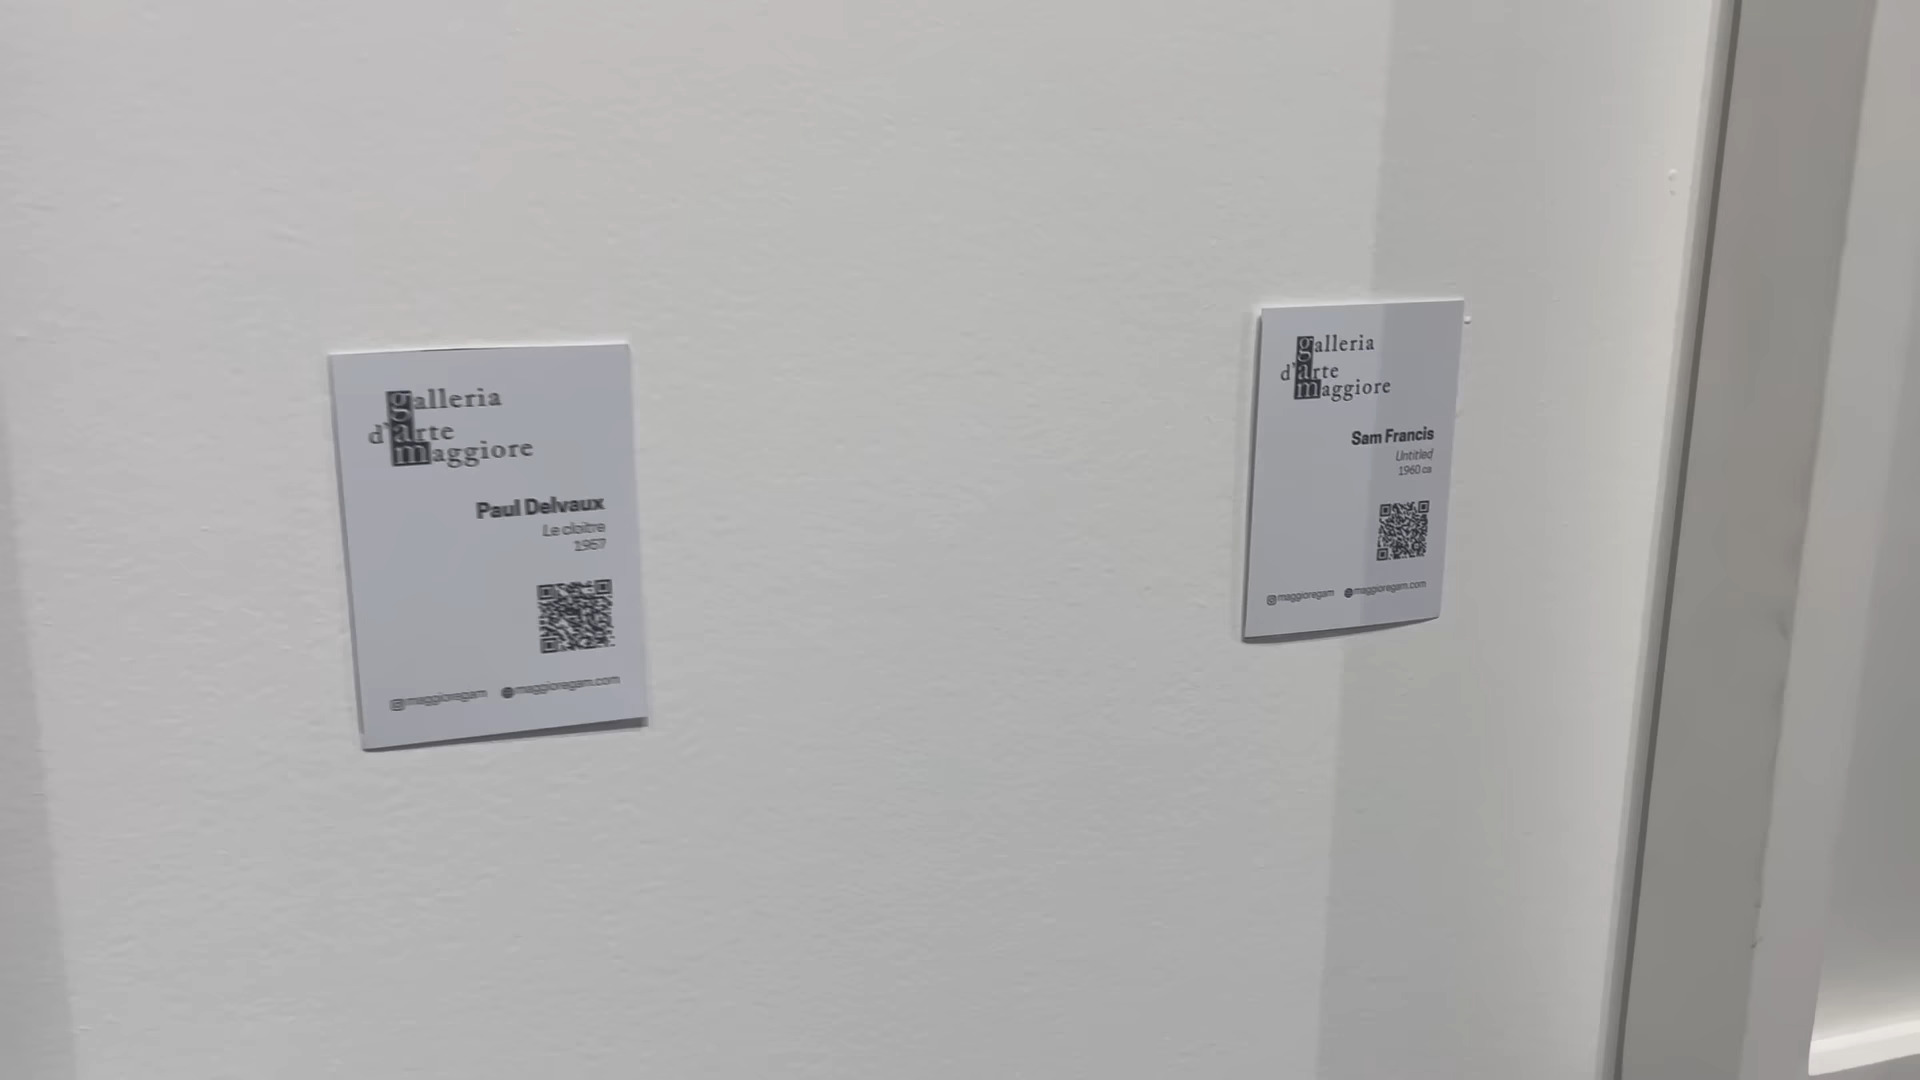 galleria
d'arte
maggiore
Paul Delvaux
Le cloître
1967
maggioregam maggioregam.com
galleria
d'arte
maggiore
Sam Francis
Untitled
1960 ca
maggioregam maggioregam.com